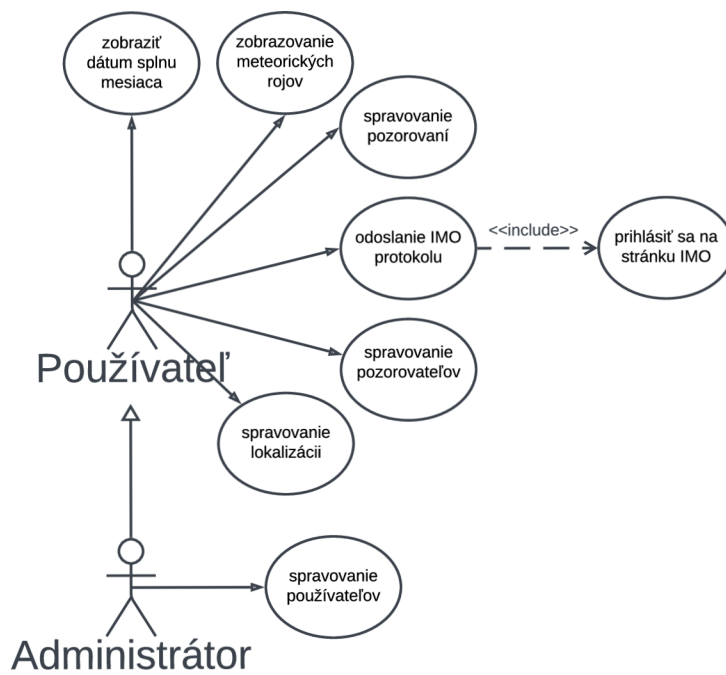 zobraziť
dátum splnu
mesiaca
zobrazovanie
meteorických
rojov
spravovanie
pozorovaní
odoslanie IMO
protokolu
<<include>>
prihlásiť sa na
stránku IMO
Používateľ
spravovanie
pozorovateľov
spravovanie
lokalizácii
spravovanie
používateľov
Administrátor